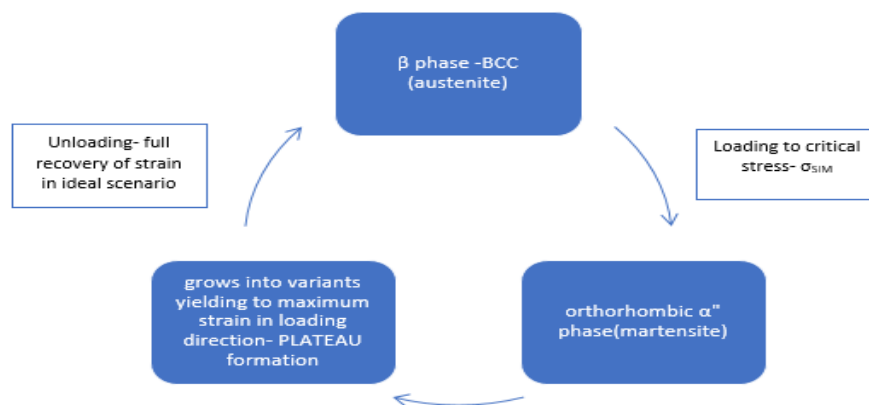 β phase -BCC
(austenite)
Unloading- full
recovery of strain
in ideal scenario
Loading to critical
stress- σSIM
grows into variants
yielding to maximum
strain in loading
direction- PLATEAU
formation
orthorhombic α"
phase(martensite)